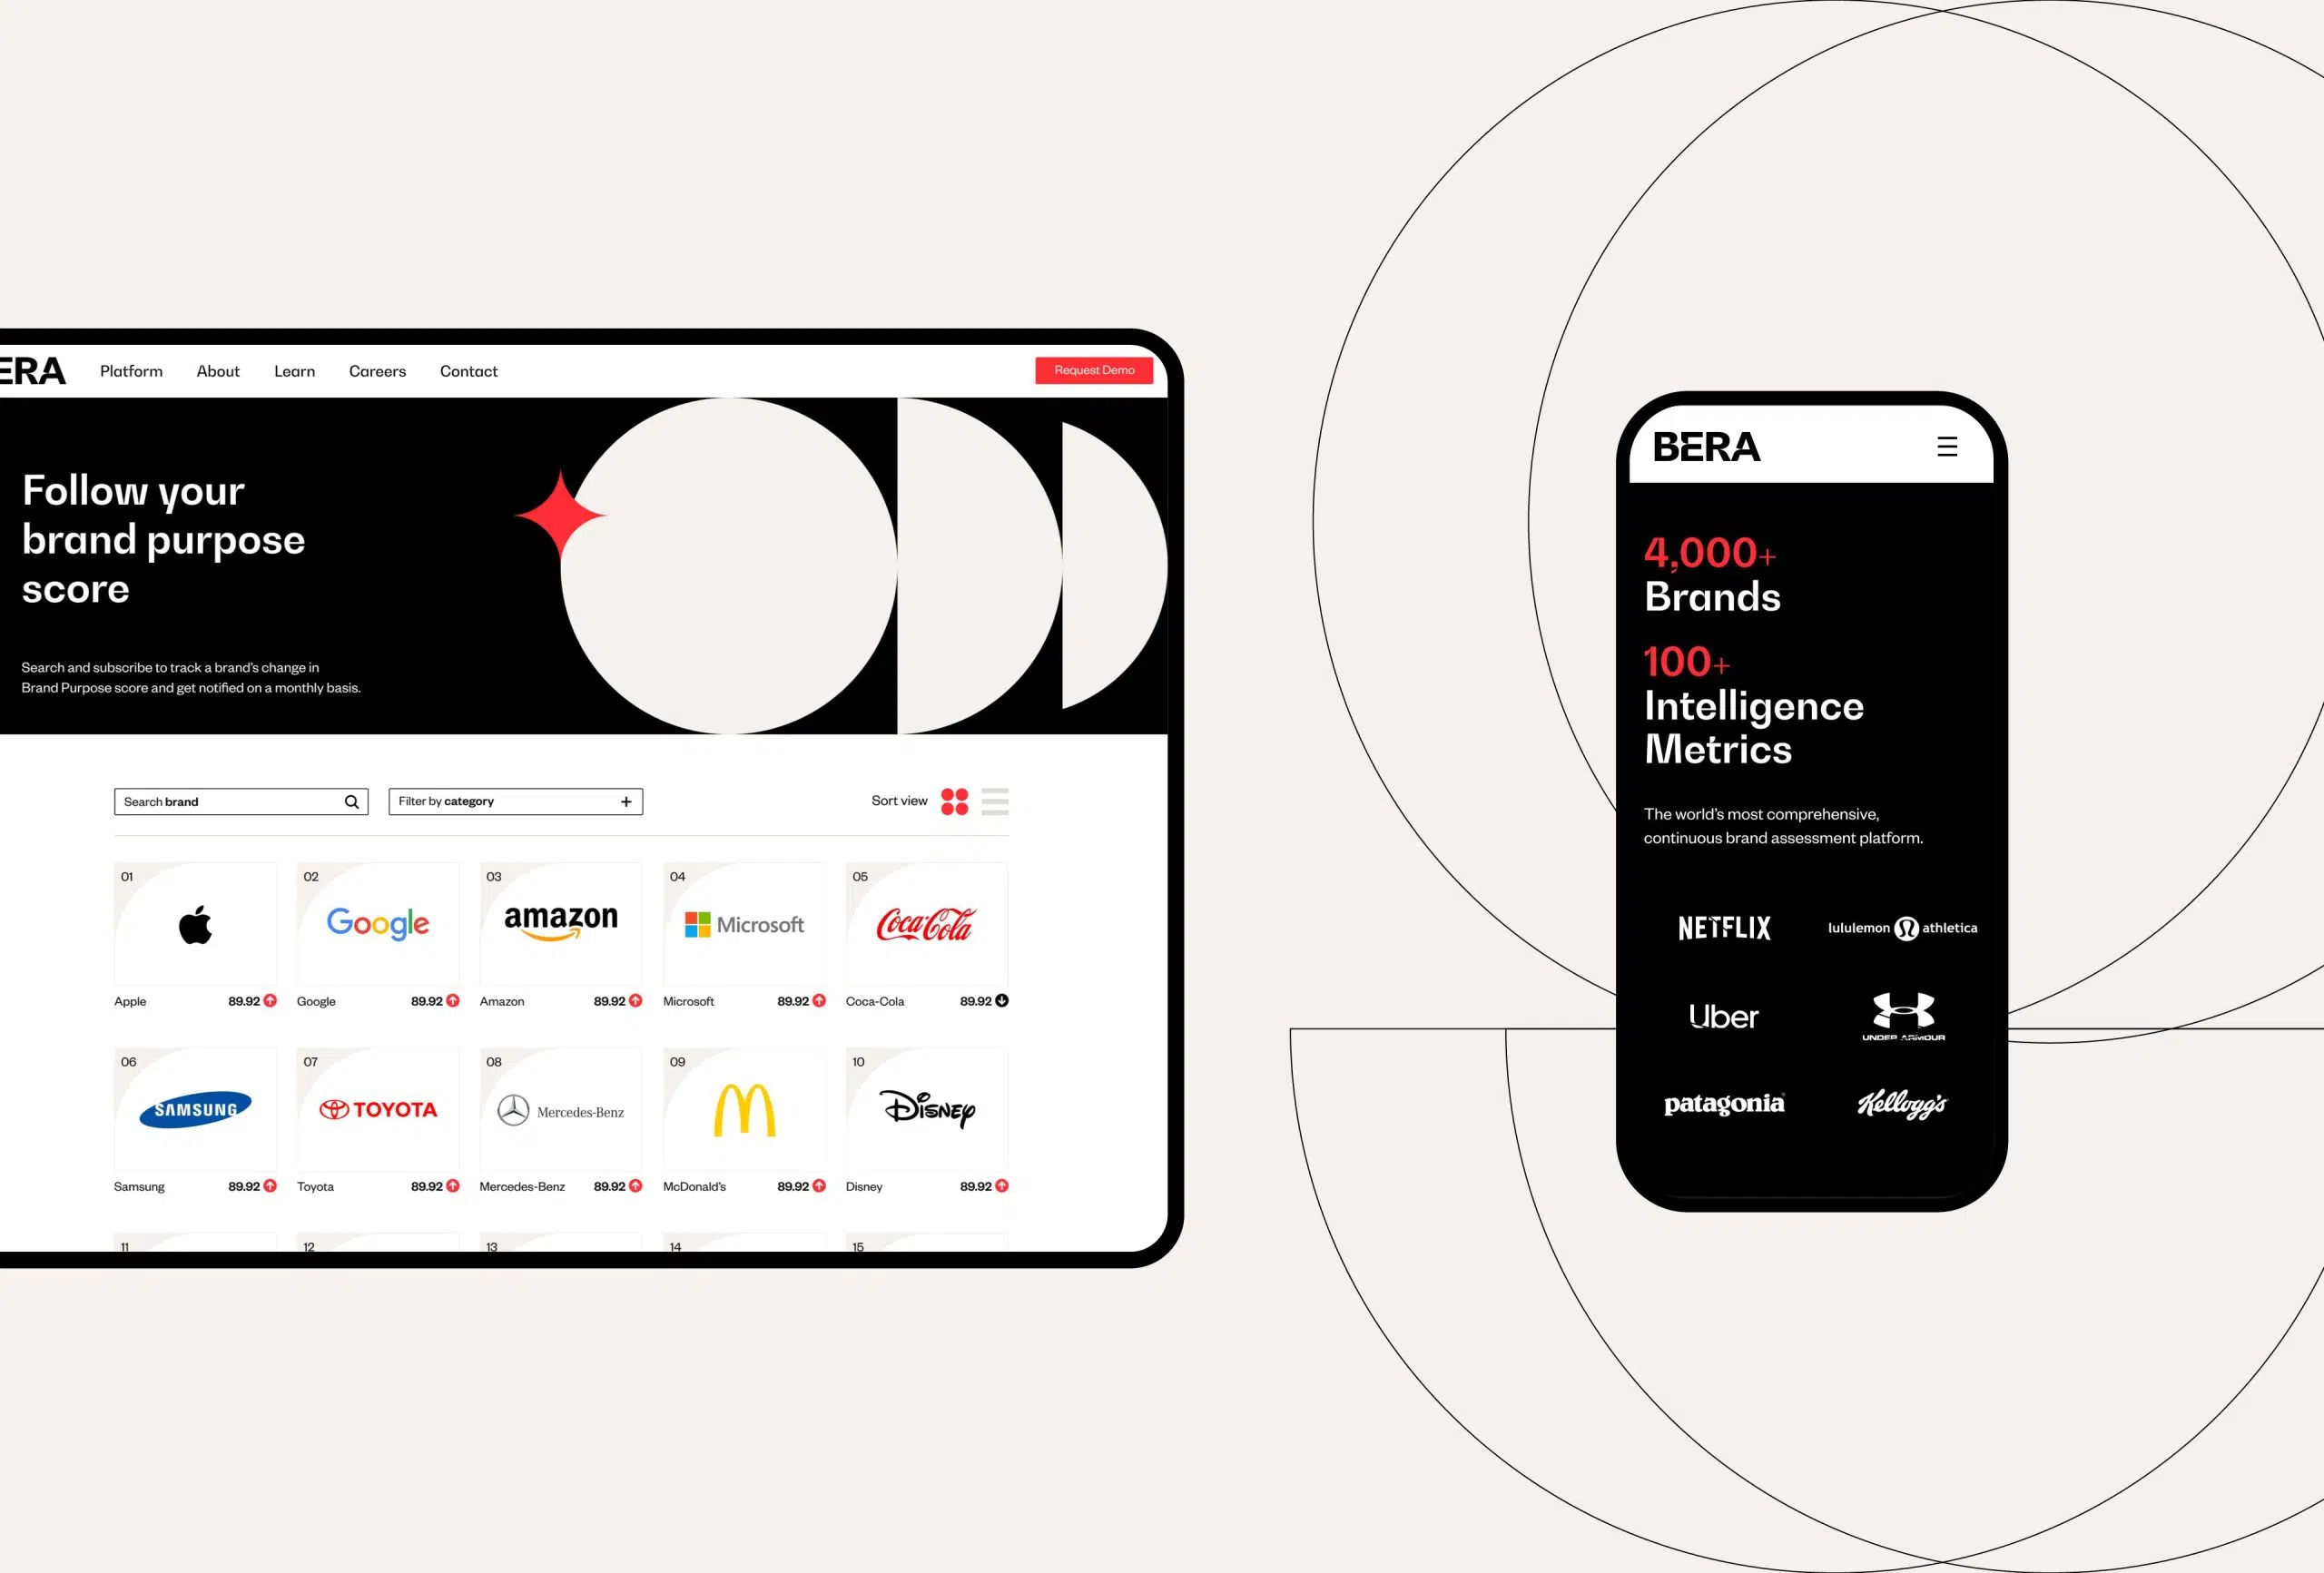 ERA
Platform
About
Learn
Careers
Contact
Request Demo
Follow your
brand purpose
score
Search and subscribe to track a brand's change in
Brand Purpose score and get notified on a monthly basis.
Search brand
Filter by category
Sort view
01
02
Google
03
amazon
04
Microsoft
05
Coca-Cola
Apple 89.92
Google 89.92
Amazon 89.92
Microsoft 89.92
Coca-Cola 89.92
06
SAMSUNG
07
TOYOTA
08
Mercedes-Benz
09
10
Disney
Samsung 89.92
Toyota 89.92
Mercedes-Benz 89.92
McDonald's 89.92
Disney 89.92
11
12
13
14
15
BERA
4,000+
Brands
100+
Intelligence
Metrics
The world's most comprehensive,
continuous brand assessment platform.
NETFLIX
lululemon athletica
Uber
UNDER ARMOUR
patagonia
Kellogg's